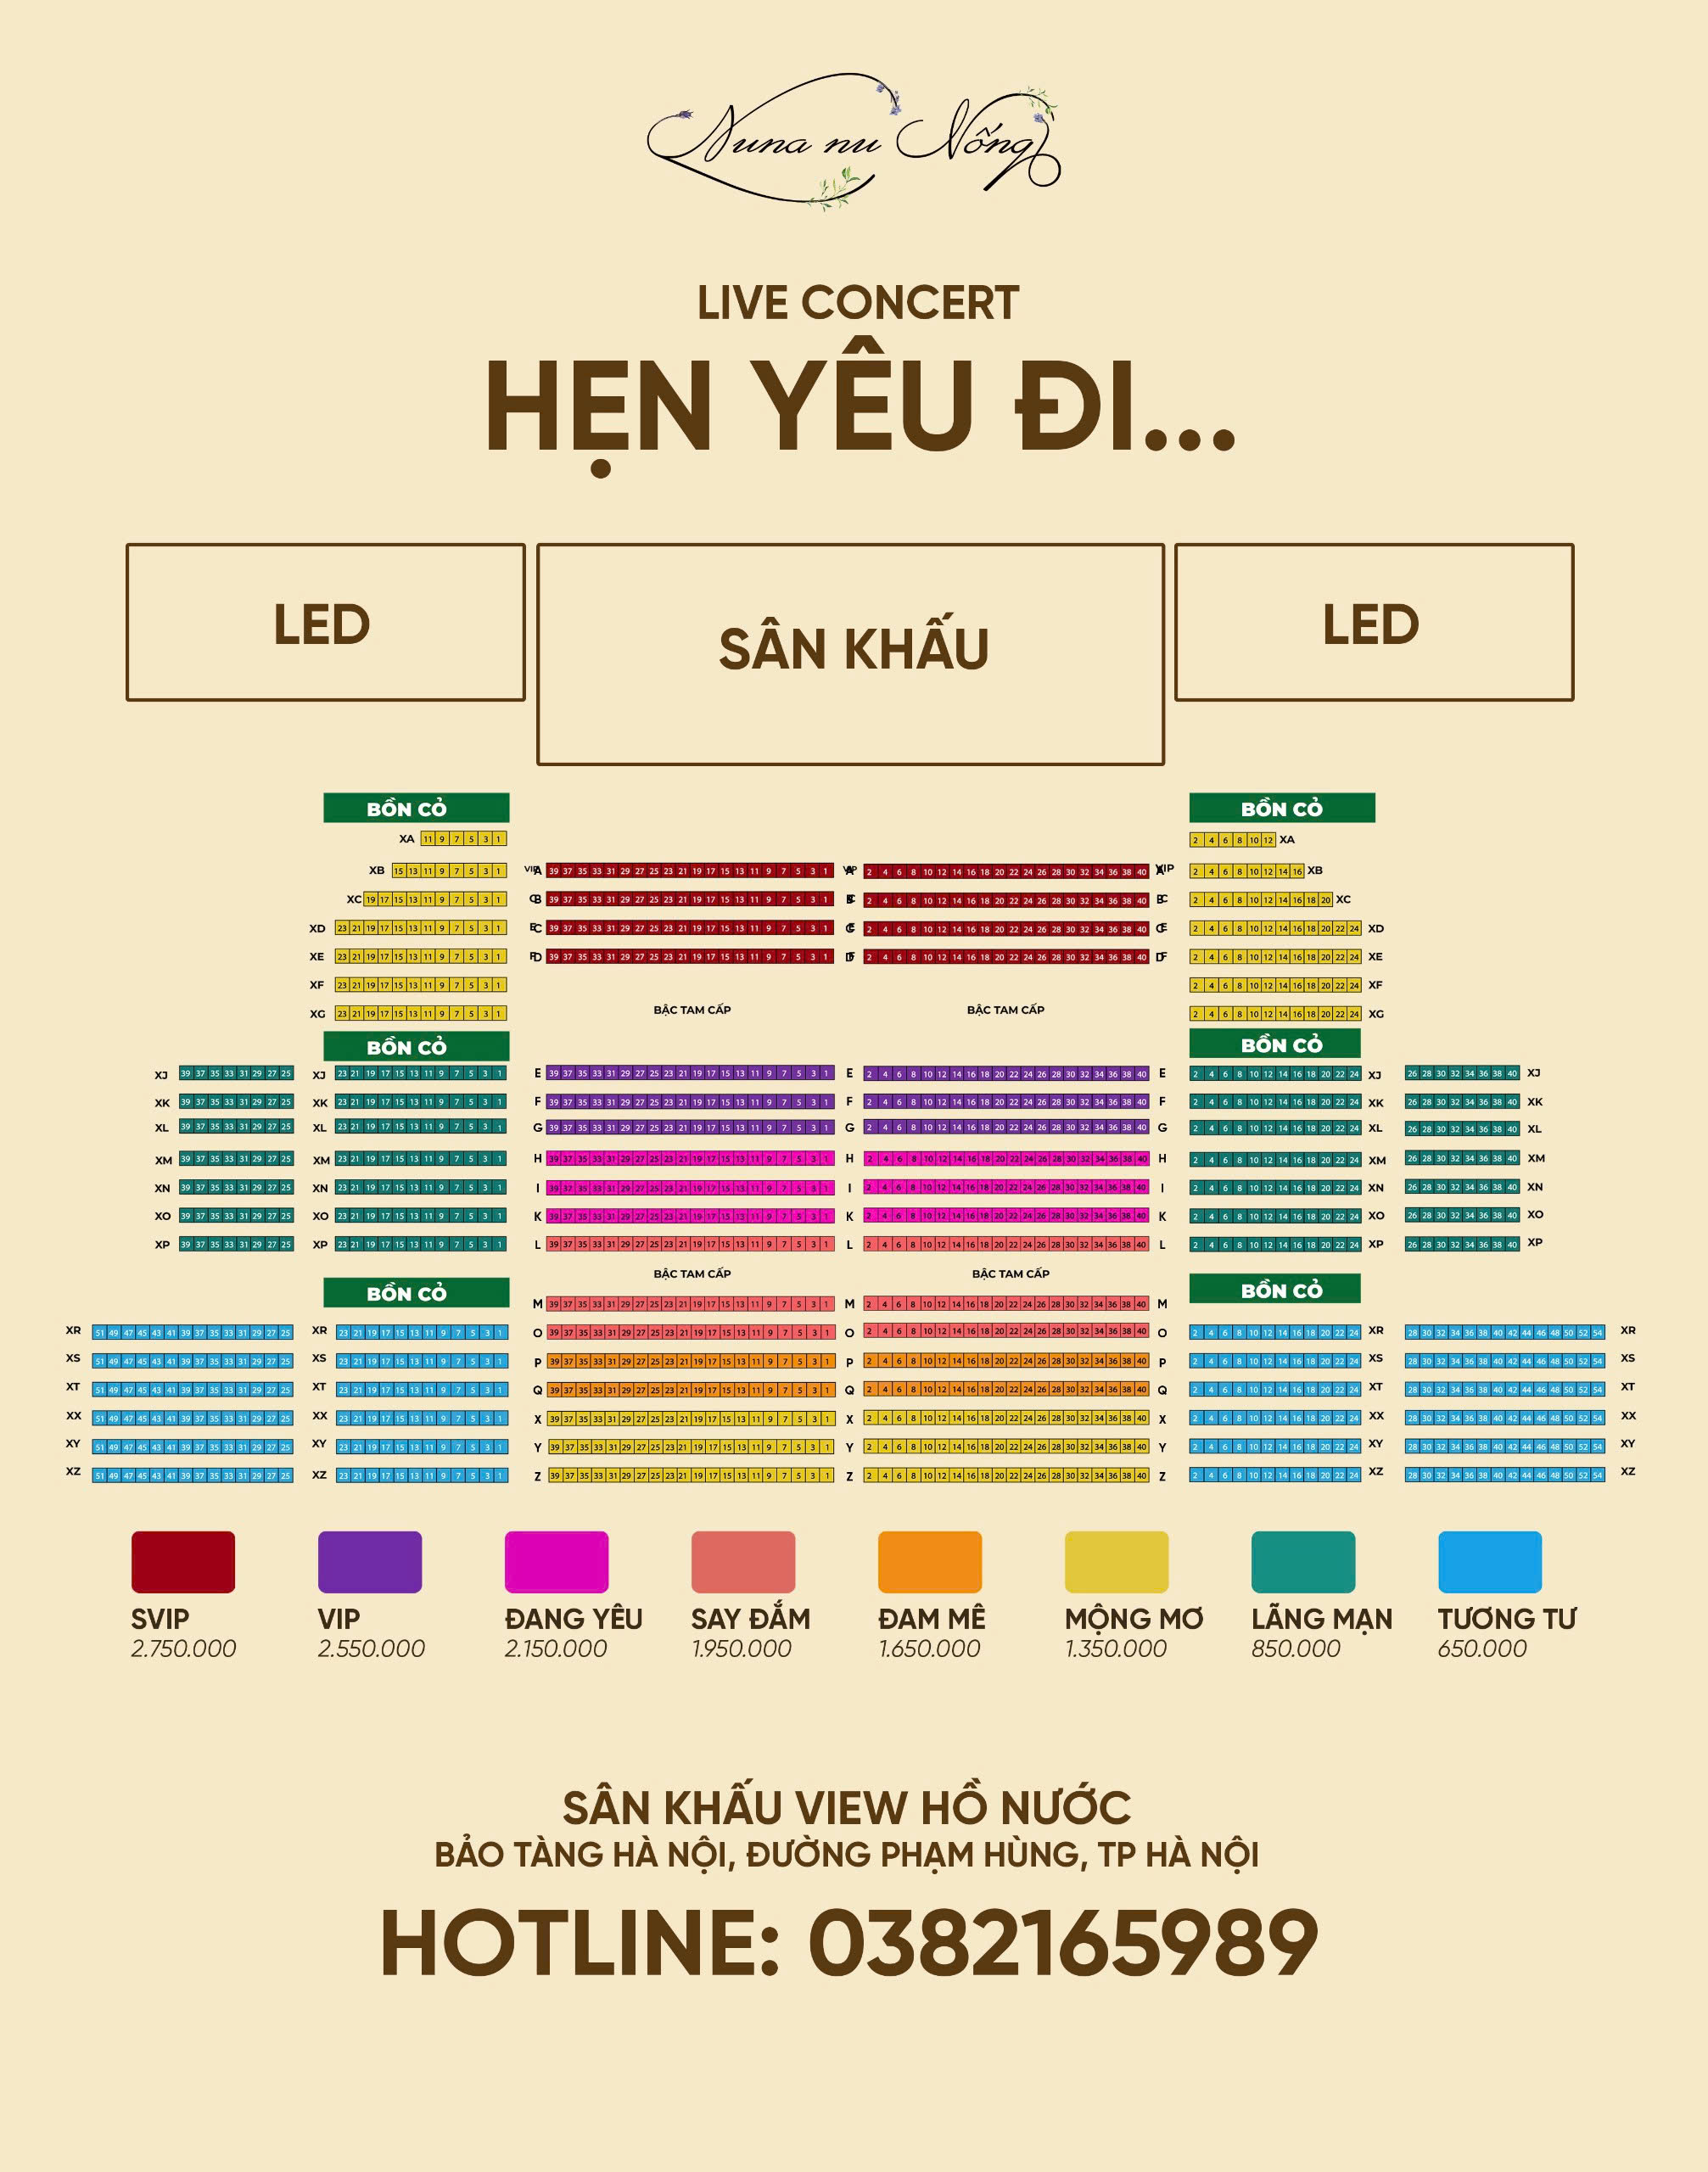 Nuna nu Nống
LIVE CONCERT
HẸN YÊU ĐI...
LED
SÂN KHẤU
LED
BỒN CỎ
BỒN CỎ
XA 11 9 7 5 3 1
2 4 6 8 10 12 XA
XB 15 13 11 9 7 5 3 1
39 37 35 33 31 29 27 25 23 21 19 17 15 13 11 9 7 5 3 1
2 4 6 8 10 12 14 16 18 20 22 24 26 28 30 32 34 36 38 40
2 4 6 8 10 12 14 16 XB
XC 19 17 15 13 11 9 7 5 3 1
39 37 35 33 31 29 27 25 23 21 19 17 15 13 11 9 7 5 3 1
2 4 6 8 10 12 14 16 18 20 22 24 26 28 30 32 34 36 38 40
2 4 6 8 10 12 14 16 18 20 XC
XD 23 21 19 17 15 13 11 9 7 5 3 1
39 37 35 33 31 29 27 25 23 21 19 17 15 13 11 9 7 5 3 1
2 4 6 8 10 12 14 16 18 20 22 24 26 28 30 32 34 36 38 40
2 4 6 8 10 12 14 16 18 20 22 24 XD
XE 23 21 19 17 15 13 11 9 7 5 3 1
39 37 35 33 31 29 27 25 23 21 19 17 15 13 11 9 7 5 3 1
2 4 6 8 10 12 14 16 18 20 22 24 26 28 30 32 34 36 38 40
2 4 6 8 10 12 14 16 18 20 22 24 XE
XF 23 21 19 17 15 13 11 9 7 5 3 1
2 4 6 8 10 12 14 16 18 20 22 24 XF
XG 23 21 19 17 15 13 11 9 7 5 3 1
BẬC TAM CẤP
BẬC TAM CẤP
2 4 6 8 10 12 14 16 18 20 22 24 XG
BỒN CỎ
BỒN CỎ
XJ 39 37 35 33 31 29 27 25 XJ 23 21 19 17 15 13 11 9 7 5 3 1 E 39 37 35 33 31 29 27 25 23 21 19 17 15 13 11 9 7 5 3 1 E 2 4 6 8 10 12 14 16 18 20 22 24 26 28 30 32 34 36 38 40 E 2 4 6 8 10 12 14 16 18 20 22 24 XJ 26 28 30 32 34 36 38 40 XJ
XK 39 37 35 33 31 29 27 25 XK 23 21 19 17 15 13 11 9 7 5 3 1 F 39 37 35 33 31 29 27 25 23 21 19 17 15 13 11 9 7 5 3 1 F 2 4 6 8 10 12 14 16 18 20 22 24 26 28 30 32 34 36 38 40 F 2 4 6 8 10 12 14 16 18 20 22 24 XK 26 28 30 32 34 36 38 40 XK
XL 39 37 35 33 31 29 27 25 XL 23 21 19 17 15 13 11 9 7 5 3 1 G 39 37 35 33 31 29 27 25 23 21 19 17 15 13 11 9 7 5 3 1 G 2 4 6 8 10 12 14 16 18 20 22 24 26 28 30 32 34 36 38 40 G 2 4 6 8 10 12 14 16 18 20 22 24 XL 26 28 30 32 34 36 38 40 XL
XM 39 37 35 33 31 29 27 25 XM 23 21 19 17 15 13 11 9 7 5 3 1 H 39 37 35 33 31 29 27 25 23 21 19 17 15 13 11 9 7 5 3 1 H 2 4 6 8 10 12 14 16 18 20 22 24 26 28 30 32 34 36 38 40 H 2 4 6 8 10 12 14 16 18 20 22 24 XM 26 28 30 32 34 36 38 40 XM
XN 39 37 35 33 31 29 27 25 XN 23 21 19 17 15 13 11 9 7 5 3 1 I 39 37 35 33 31 29 27 25 23 21 19 17 15 13 11 9 7 5 3 1 I 2 4 6 8 10 12 14 16 18 20 22 24 26 28 30 32 34 36 38 40 I 2 4 6 8 10 12 14 16 18 20 22 24 XN 26 28 30 32 34 36 38 40 XN
XO 39 37 35 33 31 29 27 25 XO 23 21 19 17 15 13 11 9 7 5 3 1 K 39 37 35 33 31 29 27 25 23 21 19 17 15 13 11 9 7 5 3 1 K 2 4 6 8 10 12 14 16 18 20 22 24 26 28 30 32 34 36 38 40 K 2 4 6 8 10 12 14 16 18 20 22 24 XO 26 28 30 32 34 36 38 40 XO
XP 39 37 35 33 31 29 27 25 XP 23 21 19 17 15 13 11 9 7 5 3 1 L 39 37 35 33 31 29 27 25 23 21 19 17 15 13 11 9 7 5 3 1 L 2 4 6 8 10 12 14 16 18 20 22 24 26 28 30 32 34 36 38 40 L 2 4 6 8 10 12 14 16 18 20 22 24 XP 26 28 30 32 34 36 38 40 XP
BẬC TAM CẤP
BẬC TAM CẤP
BỒN CỎ
BỒN CỎ
M 39 37 35 33 31 29 27 25 23 21 19 17 15 13 11 9 7 5 3 1 M 2 4 6 8 10 12 14 16 18 20 22 24 26 28 30 32 34 36 38 40 M
XR 51 49 47 45 43 41 39 37 35 33 31 29 27 25 XR 23 21 19 17 15 13 11 9 7 5 3 1 O 39 37 35 33 31 29 27 25 23 21 19 17 15 13 11 9 7 5 3 1 O 2 4 6 8 10 12 14 16 18 20 22 24 26 28 30 32 34 36 38 40 O 2 4 6 8 10 12 14 16 18 20 22 24 XR 28 30 32 34 36 38 40 42 44 46 48 50 52 54 XR
XS 51 49 47 45 43 41 39 37 35 33 31 29 27 25 XS 23 21 19 17 15 13 11 9 7 5 3 1 P 39 37 35 33 31 29 27 25 23 21 19 17 15 13 11 9 7 5 3 1 P 2 4 6 8 10 12 14 16 18 20 22 24 26 28 30 32 34 36 38 40 P 2 4 6 8 10 12 14 16 18 20 22 24 XS 28 30 32 34 36 38 40 42 44 46 48 50 52 54 XS
XT 51 49 47 45 43 41 39 37 35 33 31 29 27 25 XT 23 21 19 17 15 13 11 9 7 5 3 1 Q 39 37 35 33 31 29 27 25 23 21 19 17 15 13 11 9 7 5 3 1 Q 2 4 6 8 10 12 14 16 18 20 22 24 26 28 30 32 34 36 38 40 Q 2 4 6 8 10 12 14 16 18 20 22 24 XT 28 30 32 34 36 38 40 42 44 46 48 50 52 54 XT
XX 51 49 47 45 43 41 39 37 35 33 31 29 27 25 XX 23 21 19 17 15 13 11 9 7 5 3 1 X 39 37 35 33 31 29 27 25 23 21 19 17 15 13 11 9 7 5 3 1 X 2 4 6 8 10 12 14 16 18 20 22 24 26 28 30 32 34 36 38 40 X 2 4 6 8 10 12 14 16 18 20 22 24 XX 28 30 32 34 36 38 40 42 44 46 48 50 52 54 XX
XY 51 49 47 45 43 41 39 37 35 33 31 29 27 25 XY 23 21 19 17 15 13 11 9 7 5 3 1 Y 39 37 35 33 31 29 27 25 23 21 19 17 15 13 11 9 7 5 3 1 Y 2 4 6 8 10 12 14 16 18 20 22 24 26 28 30 32 34 36 38 40 Y 2 4 6 8 10 12 14 16 18 20 22 24 XY 28 30 32 34 36 38 40 42 44 46 48 50 52 54 XY
XZ 51 49 47 45 43 41 39 37 35 33 31 29 27 25 XZ 23 21 19 17 15 13 11 9 7 5 3 1 Z 39 37 35 33 31 29 27 25 23 21 19 17 15 13 11 9 7 5 3 1 Z 2 4 6 8 10 12 14 16 18 20 22 24 26 28 30 32 34 36 38 40 Z 2 4 6 8 10 12 14 16 18 20 22 24 XZ 28 30 32 34 36 38 40 42 44 46 48 50 52 54 XZ
SVIP
2.750.000
VIP
2.550.000
ĐANG YÊU
2.150.000
SAY ĐẮM
1.950.000
ĐAM MÊ
1.650.000
MỘNG MƠ
1.350.000
LÃNG MẠN
850.000
TƯƠNG TƯ
650.000
SÂN KHẤU VIEW HỒ NƯỚC
BẢO TÀNG HÀ NỘI, ĐƯỜNG PHẠM HÙNG, TP HÀ NỘI
HOTLINE: 0382165989